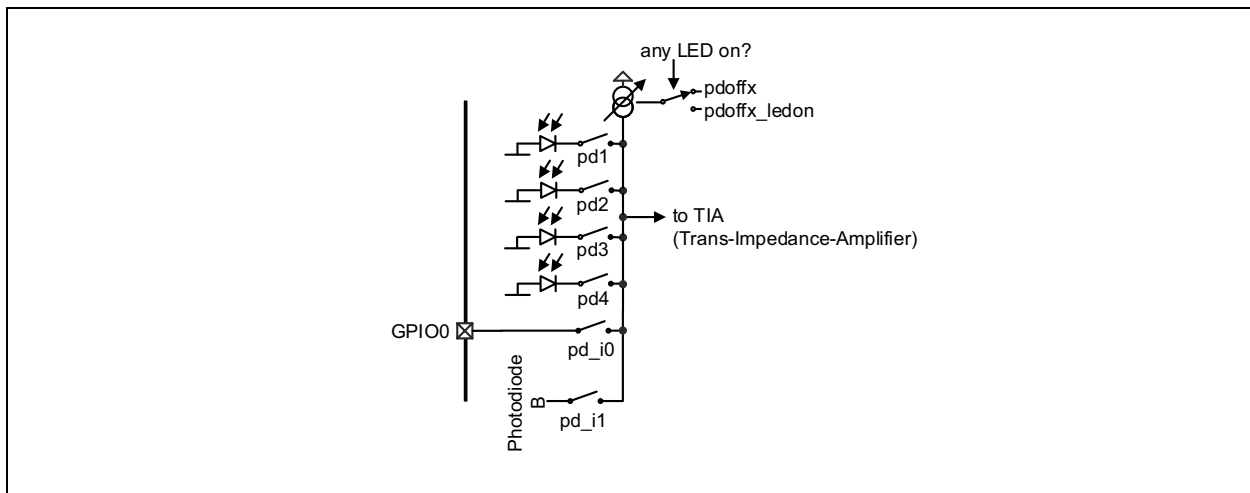 any LED on?
pdoffx
pdoffx_ledon
pd1
pd2
to TIA
(Trans-Impedance-Amplifier)
pd3
pd4
GPIO0
pd_i0
Photodiode
B
pd_i1